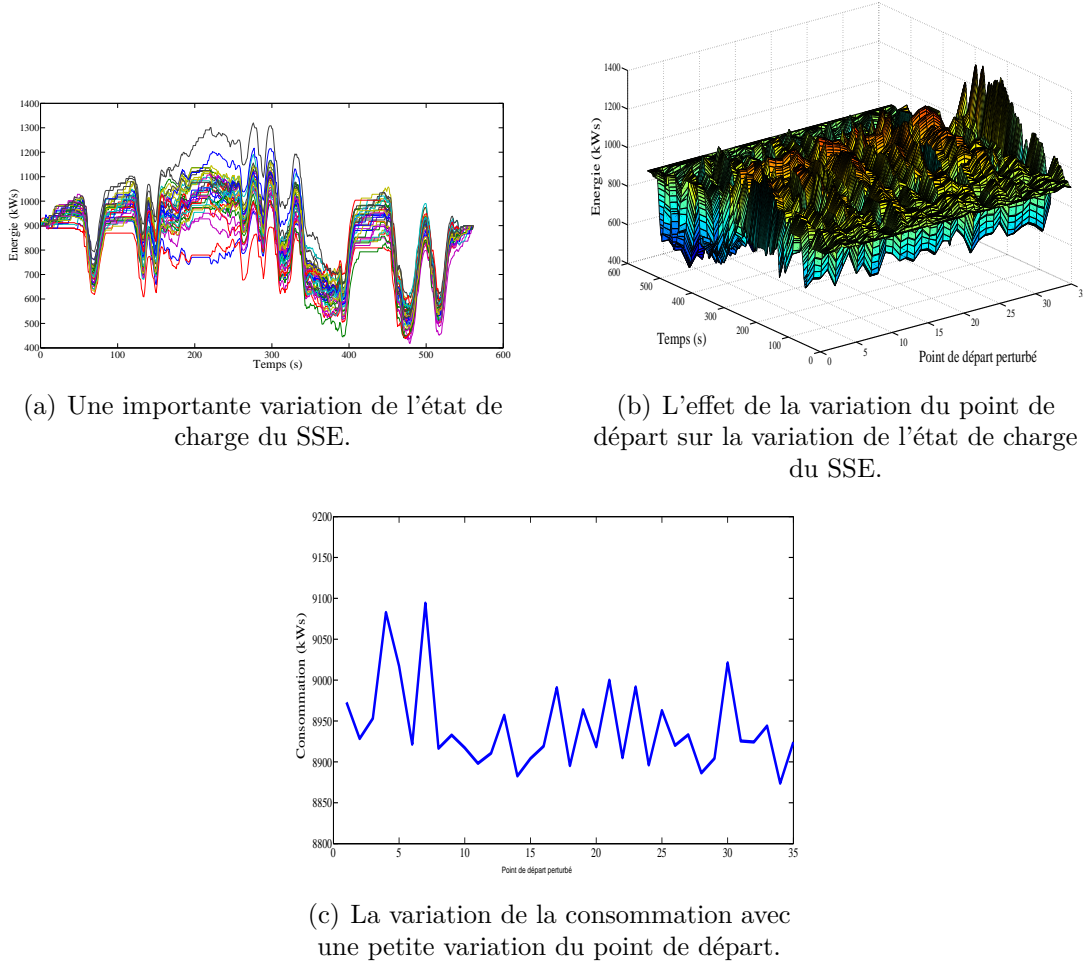 1400
1300
1200
1100
1000
900
800
700
600
500
400
Energie (kWs)
0 100 200 300 400 500 600
Temps (s)
1400
1200
1000
800
600
400
Energie (kWs)
600
500
400
300
200
100
0
Temps (s)
0
5
10
15
20
25
30
3
Point de départ perturbé
(a) Une importante variation de l'état de
charge du SSE.
(b) L'effet de la variation du point de
départ sur la variation de l'état de charge
du SSE.
9200
9150
9100
9050
9000
8950
8900
8850
8800
Consommation (kWs)
0 5 10 15 20 25 30 35
Point de départ perturbé
(c) La variation de la consommation avec
une petite variation du point de départ.